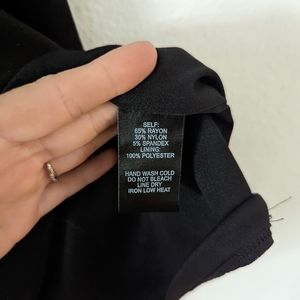 SELF:
65% RAYON
30% NYLON
5% SPANDEX
LINING:
100% POLYESTER
HAND WASH COLD
DO NOT BLEACH
LINE DRY
IRON LOW HEAT